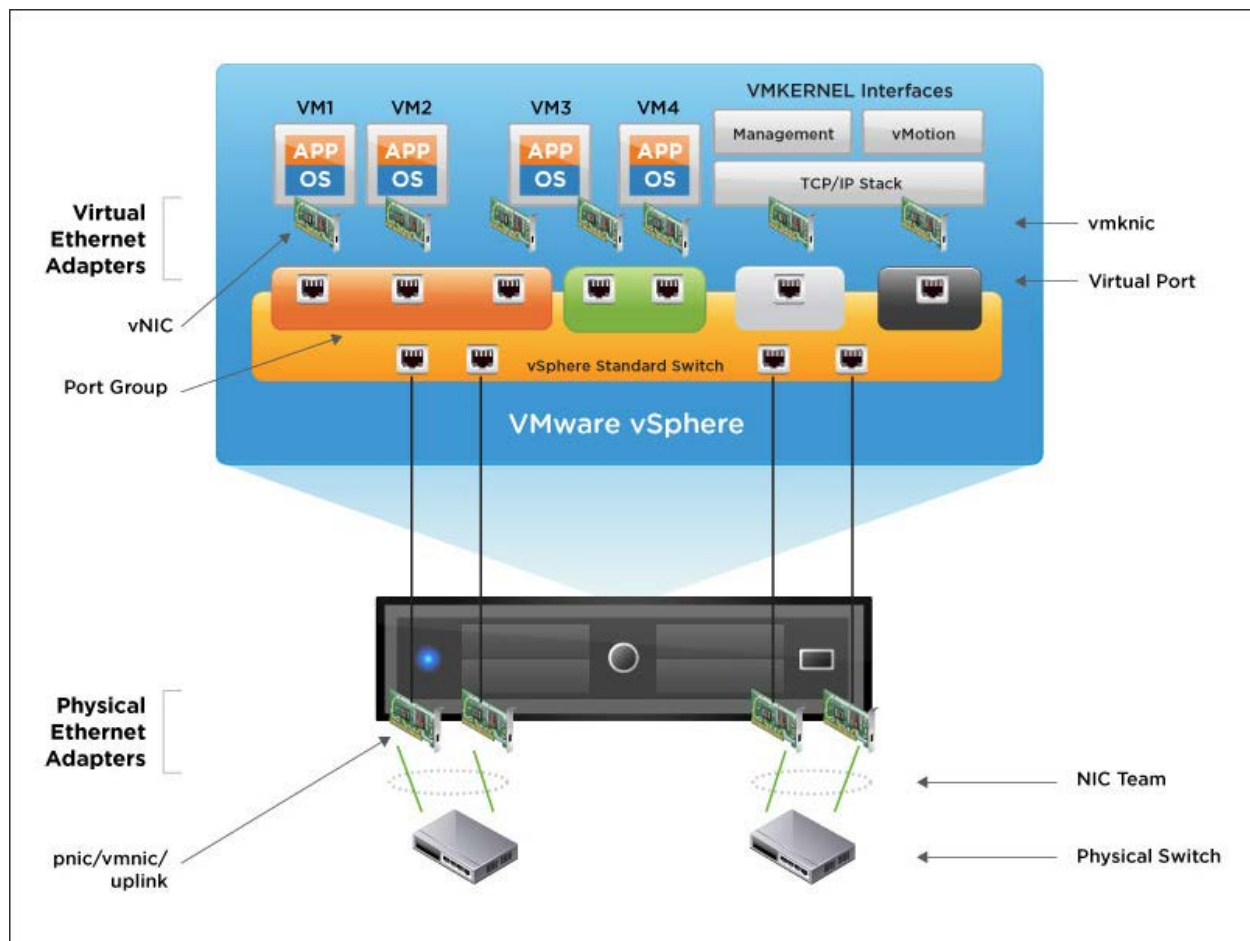 VMKERNEL Interfaces
VM1
VM2
VM3
VM4
Management
vMotion
APP
OS
APP
OS
APP
OS
APP
OS
TCP/IP Stack
Virtual
Ethernet
Adapters
vmknic
Virtual Port
vNIC
Port Group
vSphere Standard Switch
VMware vSphere
Physical
Ethernet
Adapters
NIC Team
pnic/vmnic/
uplink
Physical Switch